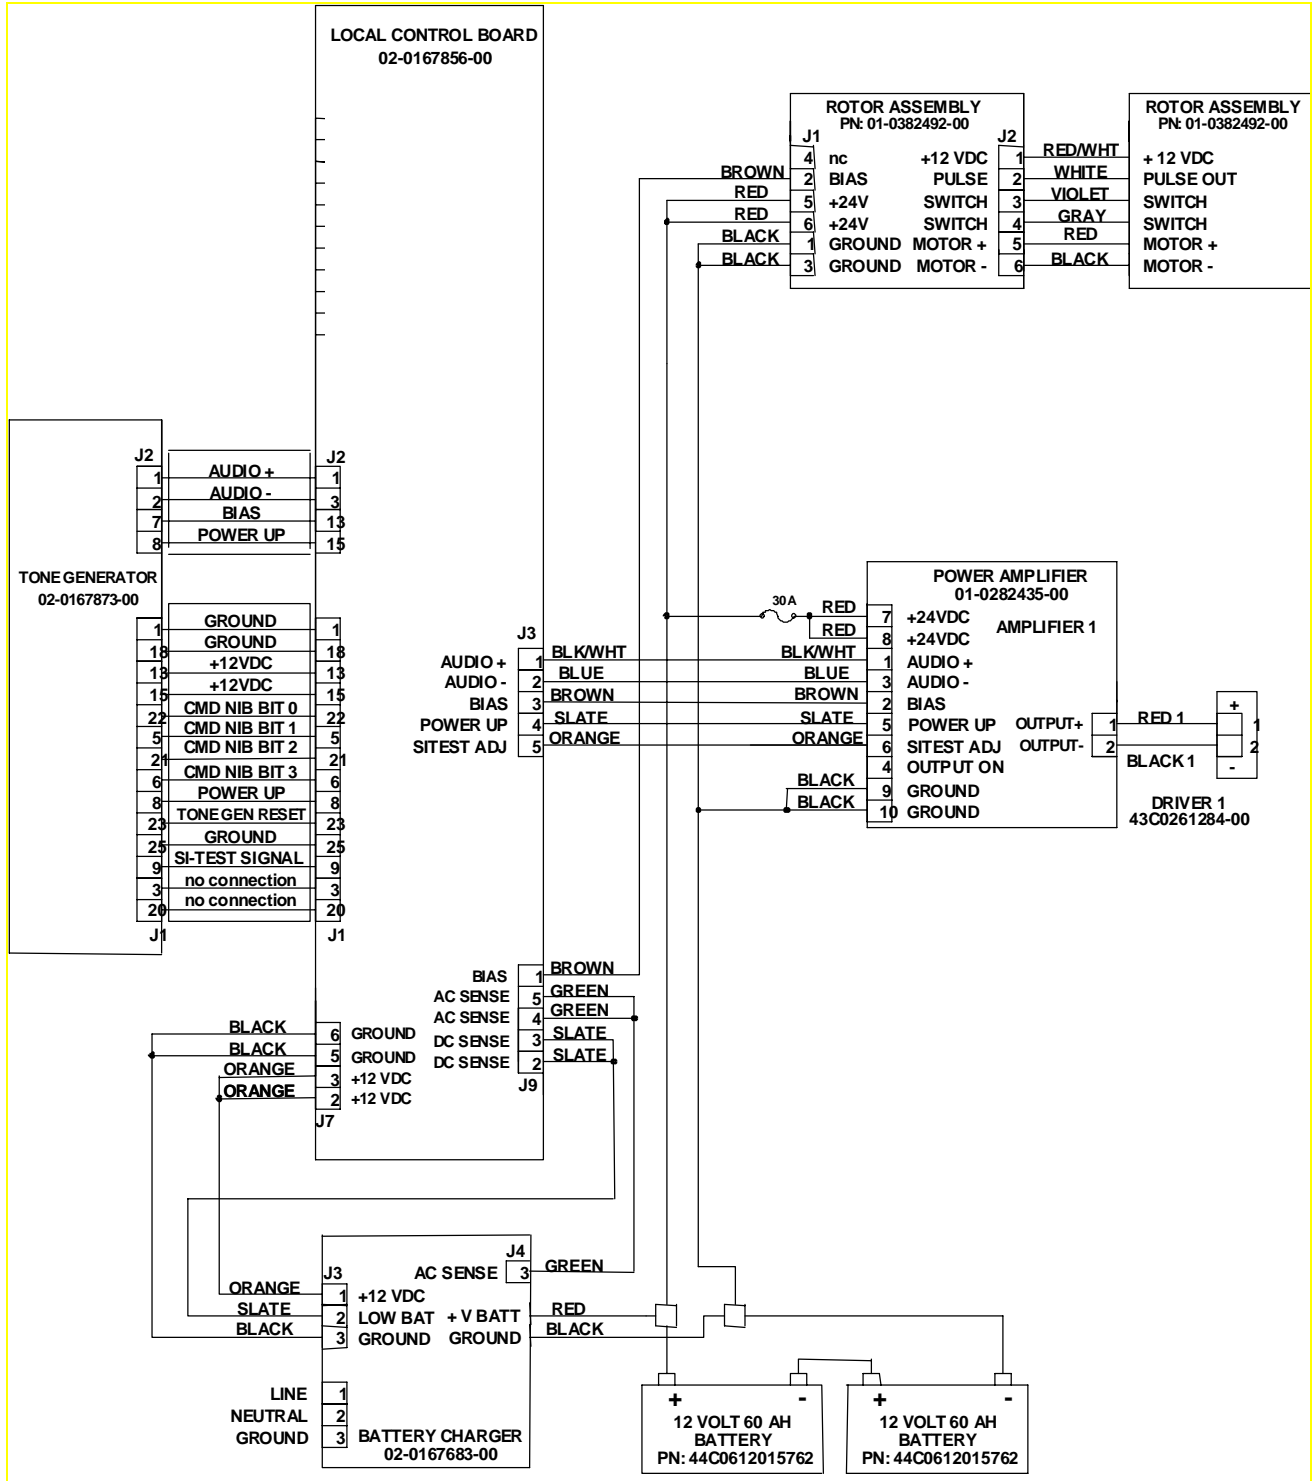 LOCAL CONTROL BOARD
02-0167856-00
ROTOR ASSEMBLY
PN: 01-0382492-00
J1
J2
BROWN
4 nc
+12 VDC 1
RED/WHT
RED
2 BIAS
PULSE 2
WHITE
RED
5 +24V
SWITCH 3
VIOLET
BLACK
6 +24V
SWITCH 4
GRAY
BLACK
1 GROUND
MOTOR + 5
RED
3 GROUND
MOTOR - 6
BLACK
ROTOR ASSEMBLY
PN: 01-0382492-00
+ 12 VDC
PULSE OUT
SWITCH
SWITCH
MOTOR +
MOTOR -
J2
J2
1 AUDIO + 1
2 AUDIO - 3
7 BIAS 13
8 POWER UP 15
TONE GENERATOR
02-0167873-00
1 GROUND 1
18 GROUND 18
13 +12VDC 13
15 +12VDC 15
22 CMD NIB BIT 0 22
5 CMD NIB BIT 1 5
21 CMD NIB BIT 2 21
6 CMD NIB BIT 3 6
8 POWER UP 8
23 TONE GEN RESET 23
25 GROUND 25
9 SI-TEST SIGNAL 9
3 no connection 3
20 no connection 20
J1
J1
J3
AUDIO + 1 BLK/WHT
AUDIO - 2 BLUE
BIAS 3 BROWN
POWER UP 4 SLATE
SITEST ADJ 5 ORANGE
POWER AMPLIFIER
01-0282435-00
AMPLIFIER 1
30A
RED 7 +24VDC
RED 8 +24VDC
BLK/WHT 1 AUDIO +
BLUE 3 AUDIO -
BROWN 2 BIAS
SLATE 5 POWER UP
ORANGE 6 SITEST ADJ
4 OUTPUT ON
BLACK 9 GROUND
BLACK 10 GROUND
OUTPUT+ 1 RED 1
OUTPUT- 2 BLACK 1
+
1
2
-
DRIVER 1
43C0261284-00
BIAS 1 BROWN
AC SENSE 5 GREEN
AC SENSE 4 GREEN
DC SENSE 3 SLATE
DC SENSE 2 SLATE
J9
BLACK 6 GROUND
BLACK 5 GROUND
ORANGE 3 +12 VDC
ORANGE 2 +12 VDC
J7
J4
AC SENSE 3 GREEN
J3
ORANGE 1 +12 VDC
SLATE 2 LOW BAT
BLACK 3 GROUND
+ V BATT RED
GROUND BLACK
LINE 1
NEUTRAL 2
GROUND 3
BATTERY CHARGER
02-0167683-00
+ -
12 VOLT 60 AH
BATTERY
PN: 44C0612015762
+ -
12 VOLT 60 AH
BATTERY
PN: 44C0612015762